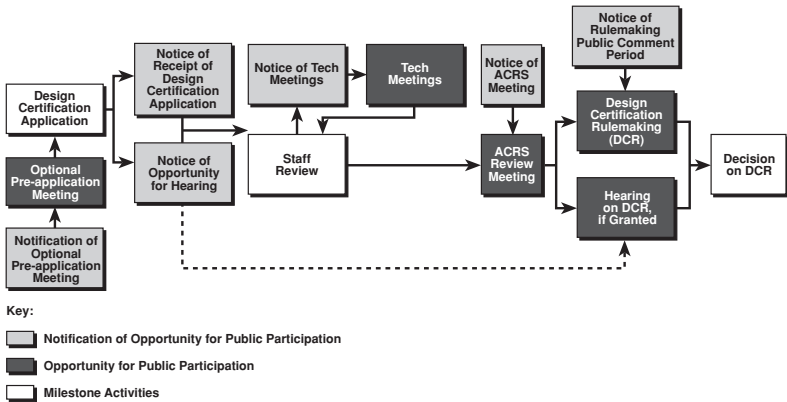 Notice of
Rulemaking
Public Comment
Period
Notice of
Receipt of
Design
Certification
Application
Notice of Tech
Meetings
Tech
Meetings
Notice of
ACRS
Meeting
Design
Certification
Application
Design
Certification
Rulemaking
(DCR)
Optional
Pre-application
Meeting
Notice of
Opportunity
for Hearing
Staff
Review
ACRS
Review
Meeting
Decision
on DCR
Hearing
on DCR,
if Granted
Notification of
Optional
Pre-application
Meeting
Key:
Notification of Opportunity for Public Participation
Opportunity for Public Participation
Milestone Activities